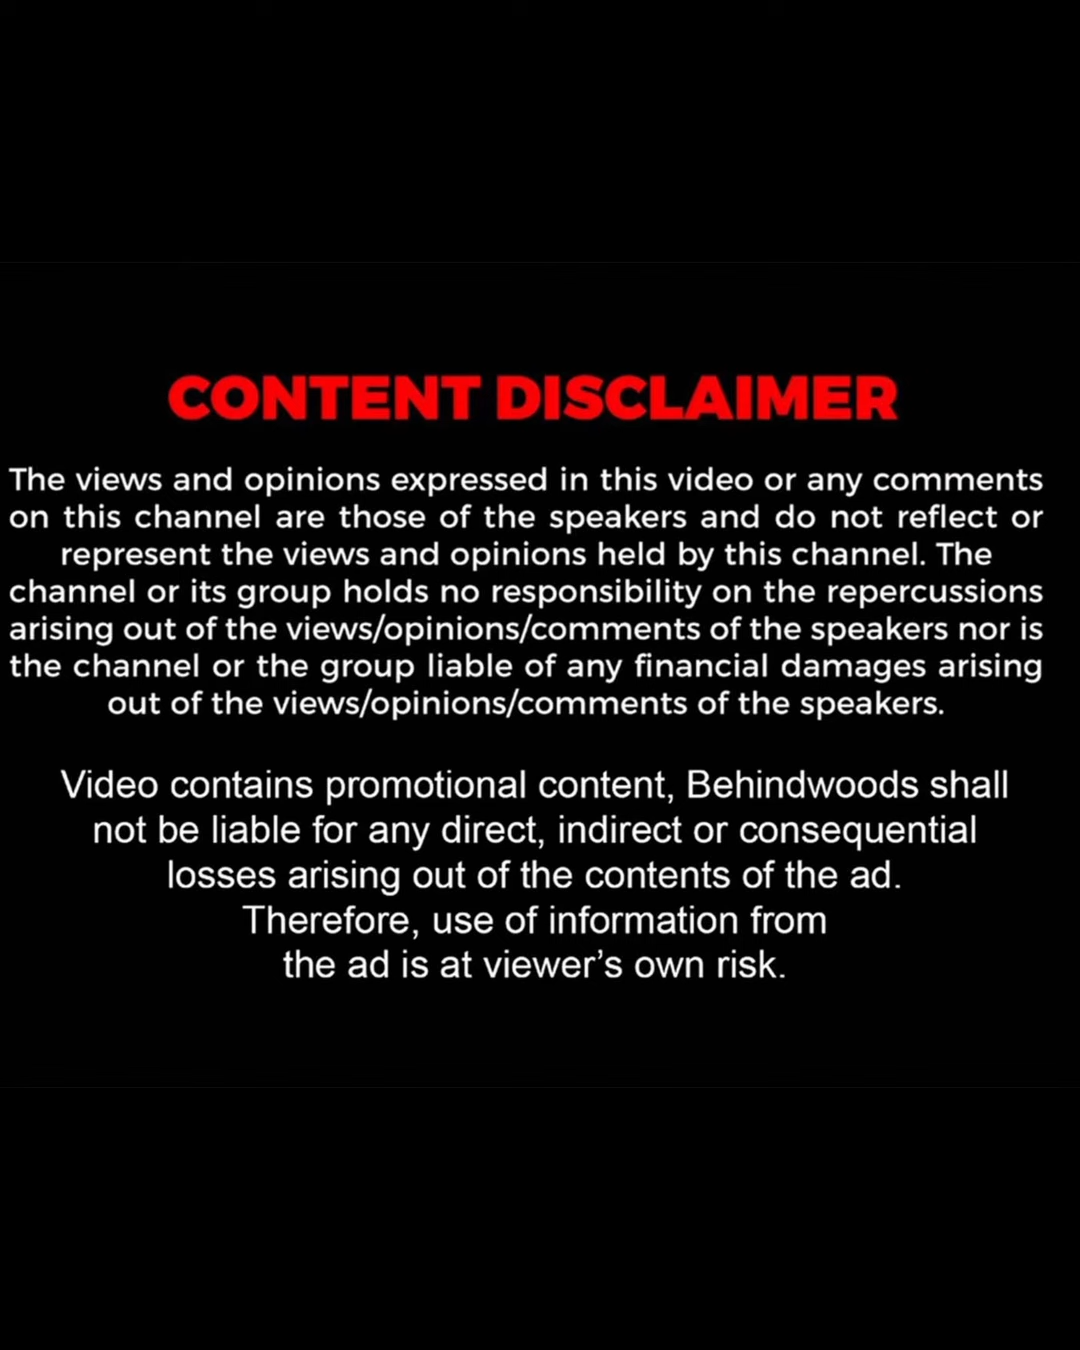 CONTENT DISCLAIMER
The views and opinions expressed in this video or any comments
on this channel are those of the speakers and do not reflect or
represent the views and opinions held by this channel. The
channel or its group holds no responsibility on the repercussions
arising out of the views/opinions/comments of the speakers nor is
the channel or the group liable of any financial damages arising
out of the views/opinions/comments of the speakers.
Video contains promotional content, Behindwoods shall
not be liable for any direct, indirect or consequential
losses arising out of the contents of the ad.
Therefore, use of information from
the ad is at viewer’s own risk.